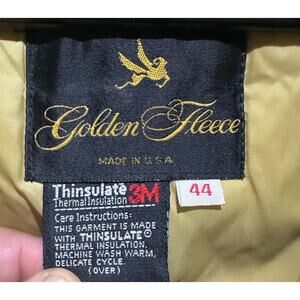 Golden Fleece
MADE IN U.S.A.
Thinsulate 3M
Thermal Insulation
44
Care Instructions:
THIS GARMENT IS MADE
WITH THINSULATE©
THERMAL INSULATION.
MACHINE WASH WARM,
DELICATE CYCLE.
(OVER)